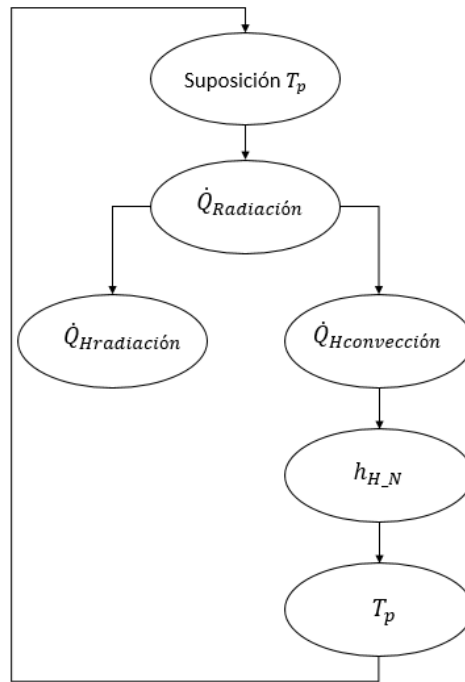 Suposición T_p
Q̇_Radiación
Q̇_Hradiación
Q̇_Hconvección
h_H_N
T_p